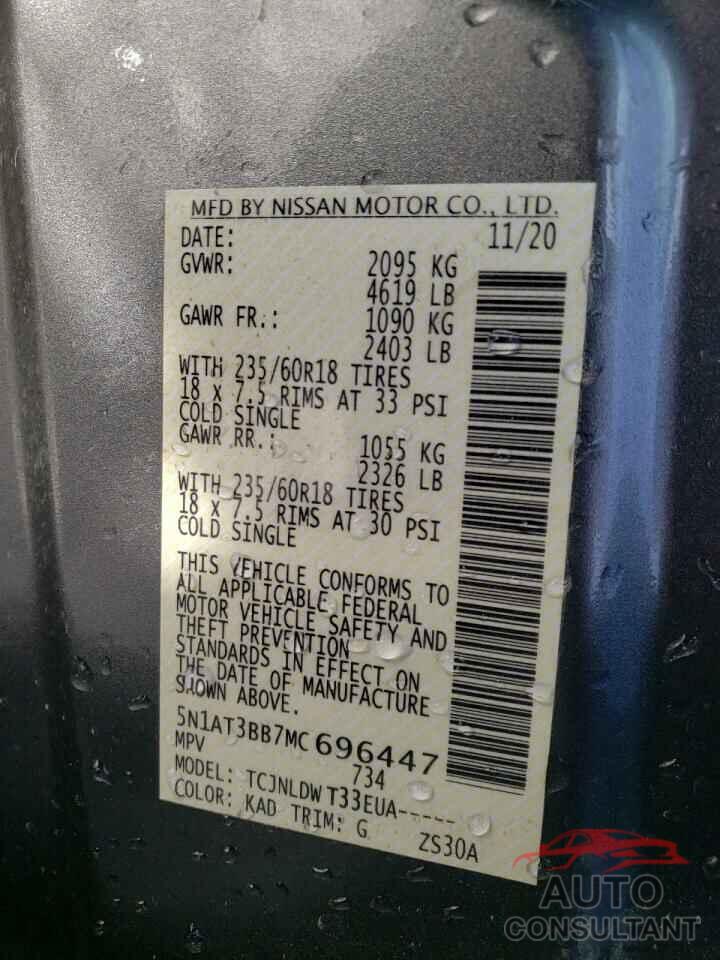 MFD BY NISSAN MOTOR CO., LTD.
DATE: 11/20
GVWR: 2095 KG
4619 LB
GAWR FR.: 1090 KG
2403 LB
WITH 235/60R18 TIRES
18 x 7.5 RIMS AT 33 PSI
COLD SINGLE
GAWR RR.: 1055 KG
2326 LB
WITH 235/60R18 TIRES
18 x 7.5 RIMS AT 30 PSI
COLD SINGLE
THIS VEHICLE CONFORMS TO
ALL APPLICABLE FEDERAL
MOTOR VEHICLE SAFETY AND
THEFT PREVENTION
STANDARDS IN EFFECT ON
THE DATE OF MANUFACTURE
SHOWN ABOVE.
5N1AT3BB7MC696447
MPV 734
MODEL: TCJNLDW T33EUA-----
COLOR: KAD TRIM: G ZS30A
AUTO
CONSULTANT